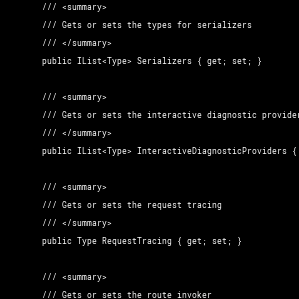 /// <summary>
/// Gets or sets the types for serializers
/// </summary>
public IList<Type> Serializers { get; set; }
/// <summary>
/// Gets or sets the interactive diagnostic provider
/// </summary>
public IList<Type> InteractiveDiagnosticProviders {
/// <summary>
/// Gets or sets the request tracing
/// </summary>
public Type RequestTracing { get; set; }
/// <summary>
/// Gets or sets the route invoker